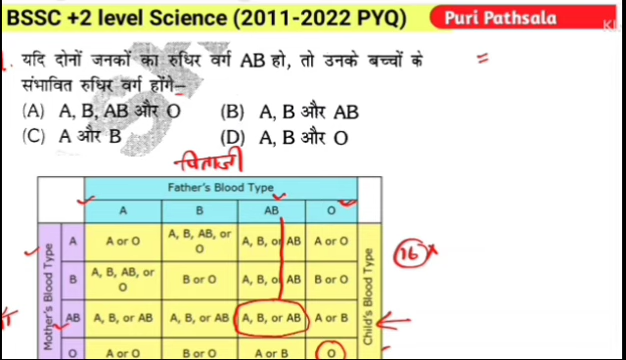 BSSC +2 level Science (2011-2022 PYQ) Puri Pathsala
यदि दोनों जनकों का रुधिर वर्ग AB हो, तो उनके बच्चों के =
संभावित रुधिर वर्ग होंगे–
(A) A, B, AB और O (B) A, B और AB
(C) A और B (D) A, B और O
पिताजी
Father's Blood Type
A B AB O
Mother's Blood Type
A A or O A, B, AB, or O A, B, or AB A or O
B A, B, AB, or O B or O A, B, or AB B or O
AB A, B, or AB A, B, or AB A, B, or AB A or B
O A or O B or O A or B O
Child's Blood Type
16